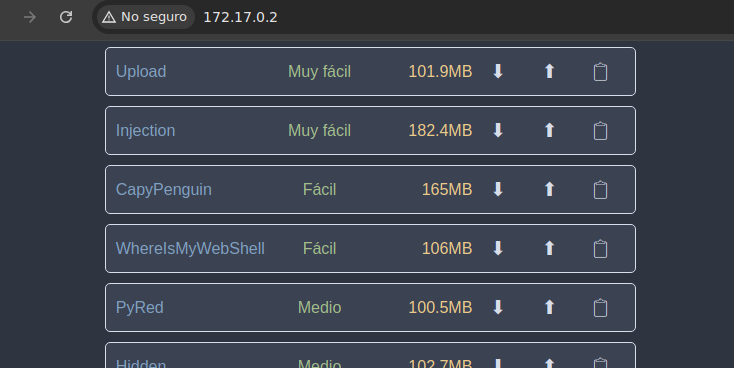 No seguro 172.17.0.2
Upload Muy fácil 101.9MB
Injection Muy fácil 182.4MB
CapyPenguin Fácil 165MB
WhereIsMyWebShell Fácil 106MB
PyRed Medio 100.5MB
Hidden Medio 102.7MB